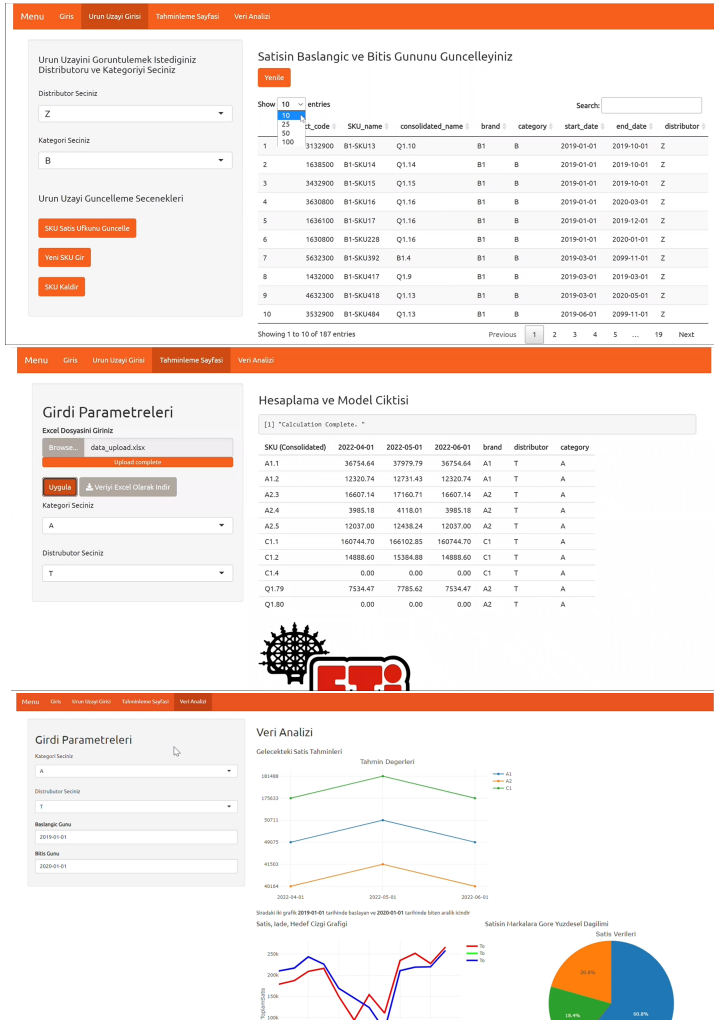 Menu Giris Urun Uzayi Girisi Tahminleme Sayfasi Veri Analizi
Urun Uzayini Goruntulemek Istediginiz
Distributoru ve Kategoriyi Seciniz
Distributor Seciniz
Z
Kategori Seciniz
B
Urun Uzayi Guncelleme Secenekleri
SKU Satis Ufkunu Guncelle
Yeni SKU Gir
SKU Kaldir
Satisin Baslangic ve Bitis Gununu Guncelleyiniz
Yenile
Show 10 entries
Search:
10
25
50
100
ct_code SKU_name consolidated_name brand category start_date end_date distributor
1 3132900 B1-SKU13 Q1.10 B1 B 2019-01-01 2019-10-01 Z
2 1638500 B1-SKU14 Q1.14 B1 B 2019-01-01 2019-10-01 Z
3 3432900 B1-SKU15 Q1.15 B1 B 2019-01-01 2019-10-01 Z
4 3630800 B1-SKU16 Q1.16 B1 B 2019-01-01 2020-03-01 Z
5 1636100 B1-SKU17 Q1.16 B1 B 2019-01-01 2019-12-01 Z
6 1630800 B1-SKU228 Q1.16 B1 B 2019-01-01 2020-01-01 Z
7 5632300 B1-SKU392 B1.4 B1 B 2019-03-01 2099-11-01 Z
8 1432000 B1-SKU417 Q1.9 B1 B 2019-03-01 2019-03-01 Z
9 4632300 B1-SKU418 Q1.13 B1 B 2019-03-01 2020-05-01 Z
10 3532900 B1-SKU484 Q1.13 B1 B 2019-06-01 2099-11-01 Z
Showing 1 to 10 of 187 entries
Previous 1 2 3 4 5 ... 19 Next
Menu Giris Urun Uzayi Girisi Tahminleme Sayfasi Veri Analizi
Girdi Parametreleri
Excel Dosyasini Giriniz
Browse... data_upload.xlsx
Upload complete
Uygula Veriyi Excel Olarak Indir
Kategori Seciniz
A
Distrubutor Seciniz
T
Hesaplama ve Model Ciktisi
[1] "Calculation Complete. "
SKU (Consolidated) 2022-04-01 2022-05-01 2022-06-01 brand distributor category
A1.1 36754.64 37979.79 36754.64 A1 T A
A1.2 12320.74 12731.43 12320.74 A1 T A
A2.3 16607.14 17160.71 16607.14 A2 T A
A2.4 3985.18 4118.01 3985.18 A2 T A
A2.5 12037.00 12438.24 12037.00 A2 T A
C1.1 160744.70 166102.85 160744.70 C1 T A
C1.2 14888.60 15384.88 14888.60 C1 T A
C1.4 0.00 0.00 0.00 C1 T A
Q1.79 7534.47 7785.62 7534.47 A2 T A
Q1.80 0.00 0.00 0.00 A2 T A
ETi
Menu Giris Urun Uzayi Girisi Tahminleme Sayfasi Veri Analizi
Girdi Parametreleri
Kategori Seciniz
A
Distrubutor Seciniz
T
Baslangic Gunu
2019-01-01
Bitis Gunu
2020-01-01
Veri Analizi
Gelecekteki Satis Tahminleri
Tahmin Degerleri
181488
175633
50711
49075
41503
40164
2022-04-01 2022-05-01 2022-06-01
A1
A2
C1
Siradaki iki grafik 2019-01-01 tarihinde baslayan ve 2020-01-01 tarihinde biten aralik icindir
Satis, Iade, Hedef Cizgi Grafigi
250k
200k
150k
100k
ToplamSatis
To
To
To
Satisin Markalara Gore Yuzdesel Dagilimi
Satis Verileri
20.8%
18.4%
60.8%